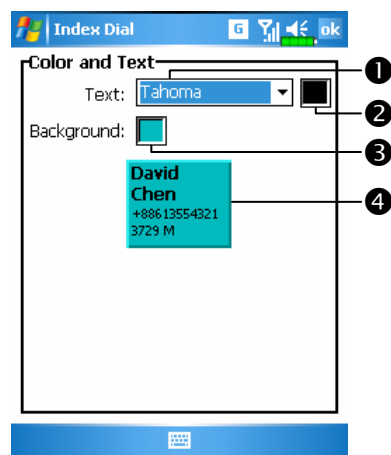 Index Dial
G
ok
Color and Text
Text: Tahoma
Background:
David
Chen
+88613554321
3729 M
1
2
3
4